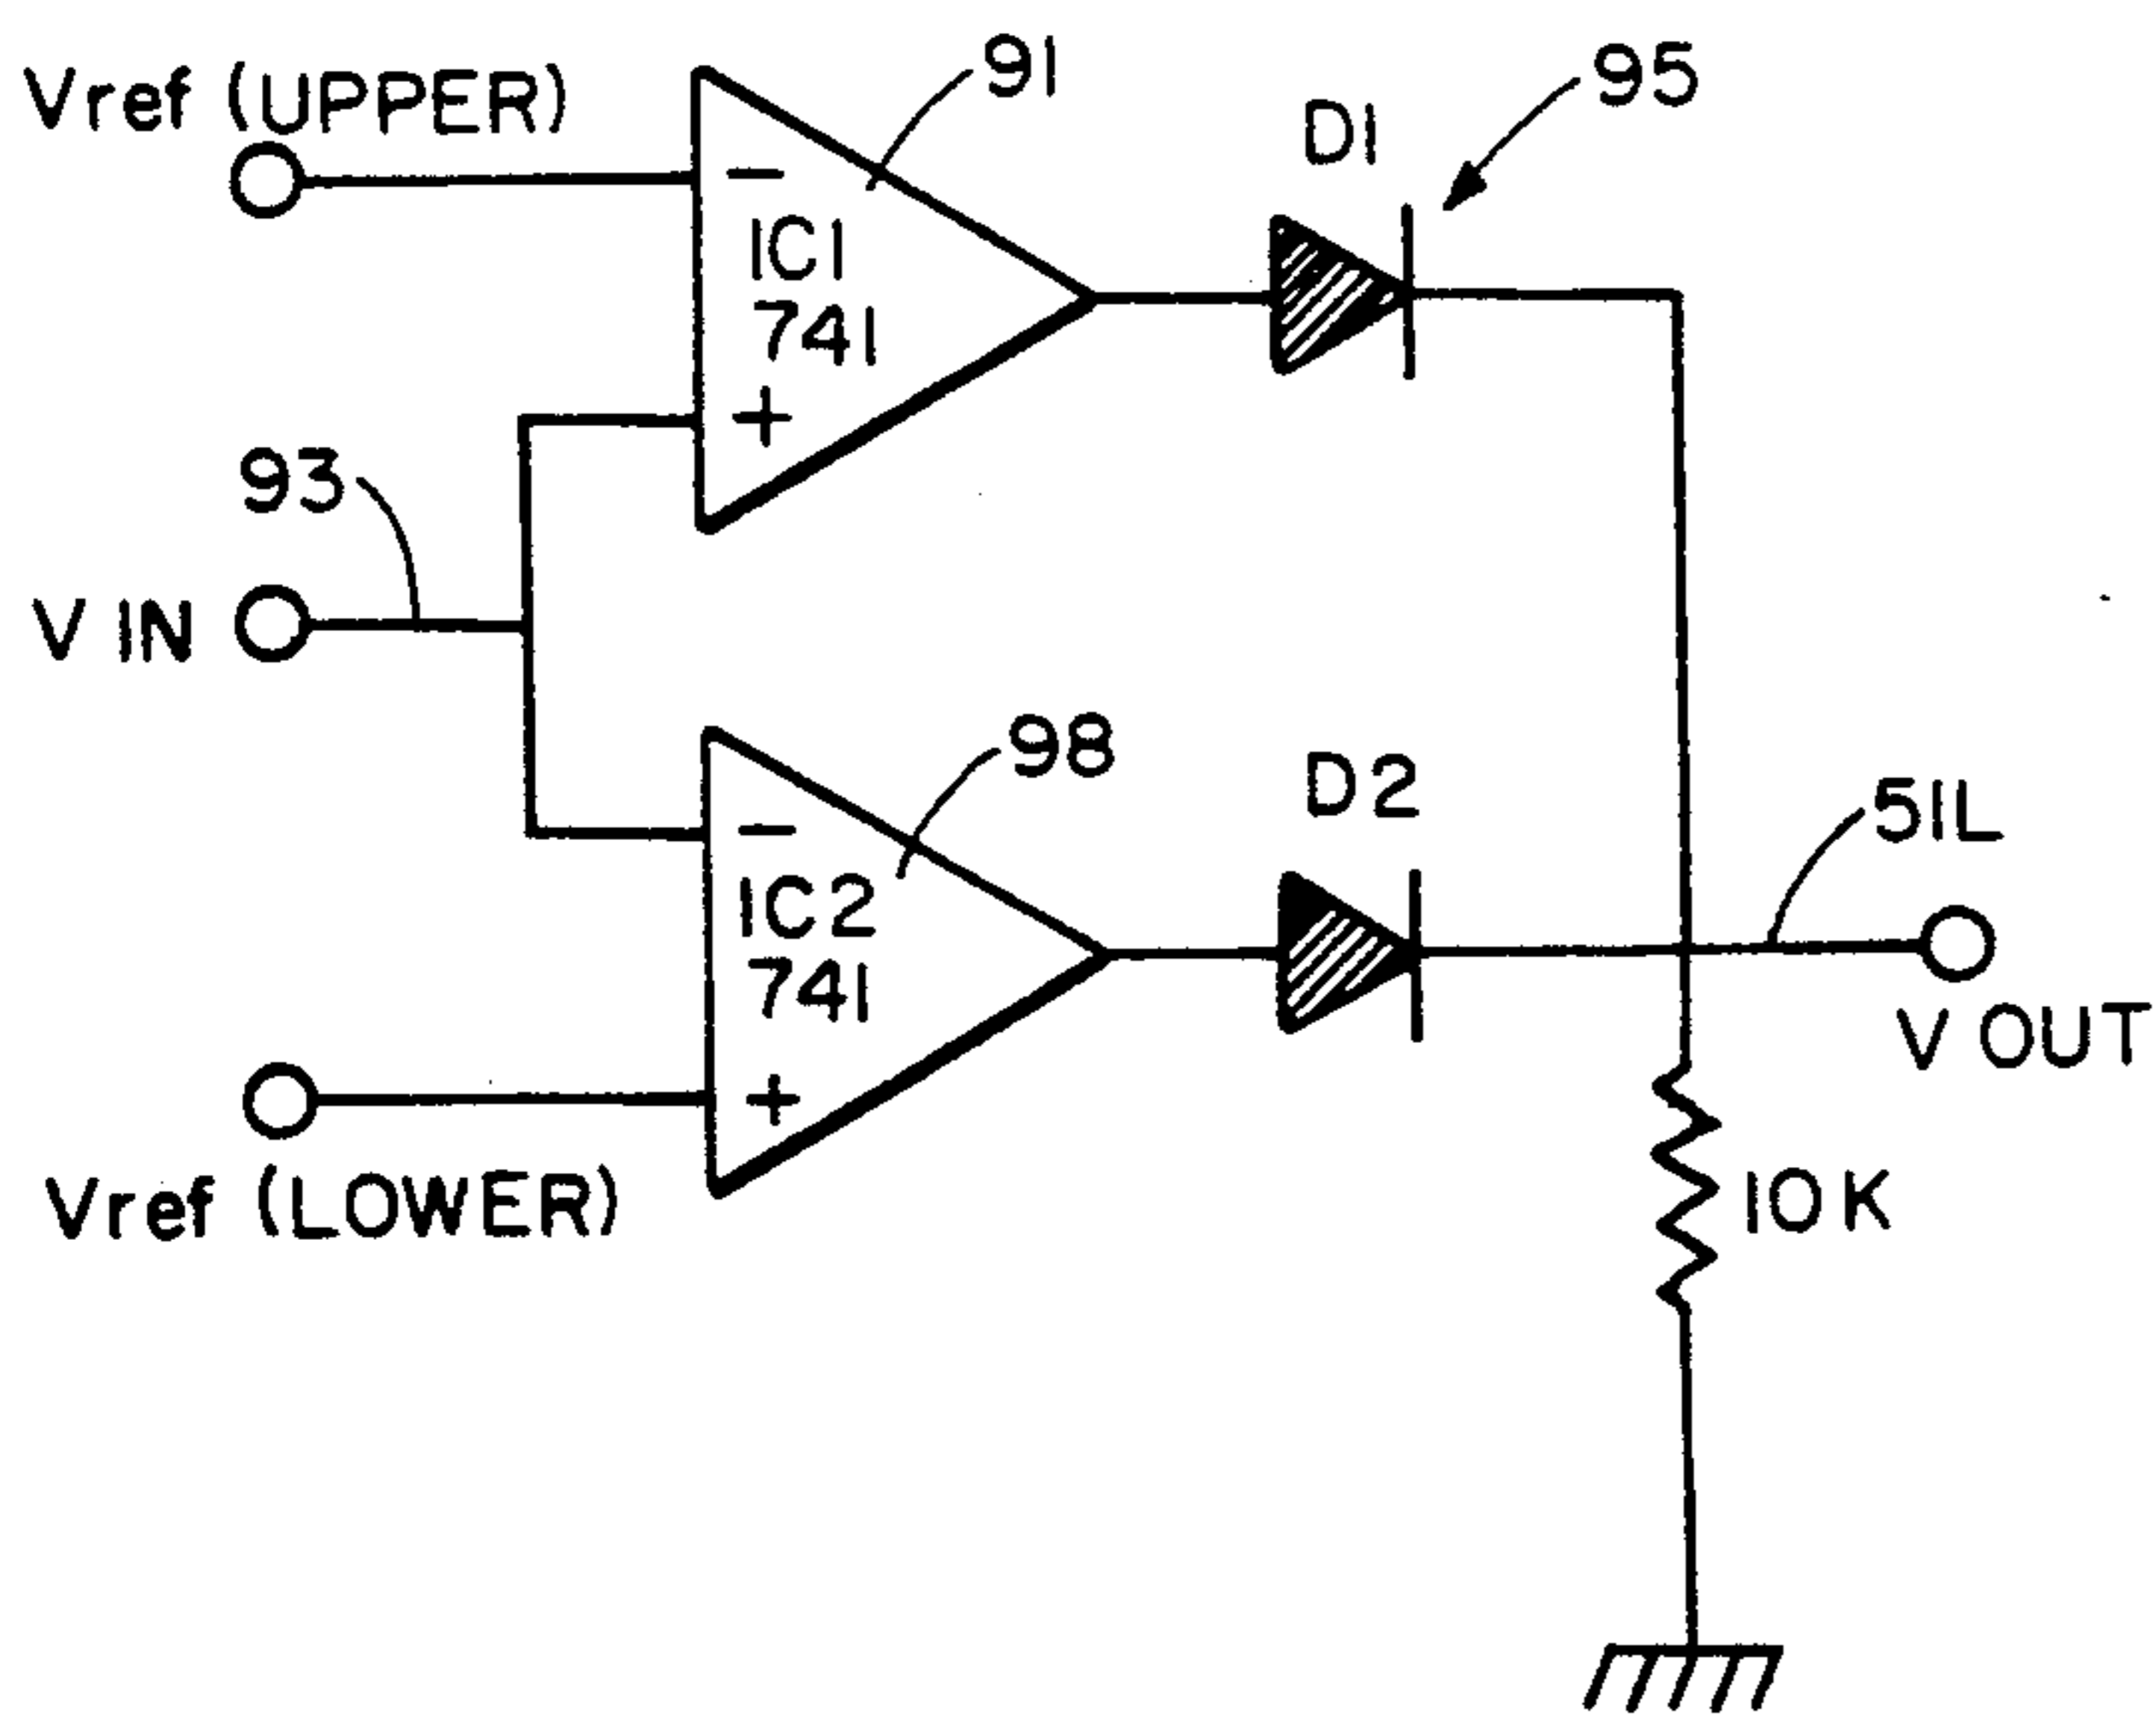 Vref (UPPER)
91
D1
95
−
IC1
741
+
93
V IN
98
D2
51L
−
IC2
741
+
V OUT
Vref (LOWER)
10K